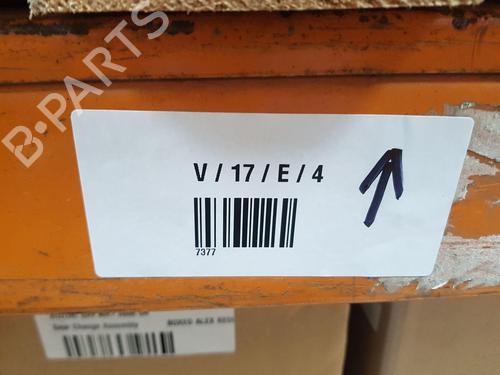 B-PARTS
V / 17 / E / 4
7377
Gear Change Assembly